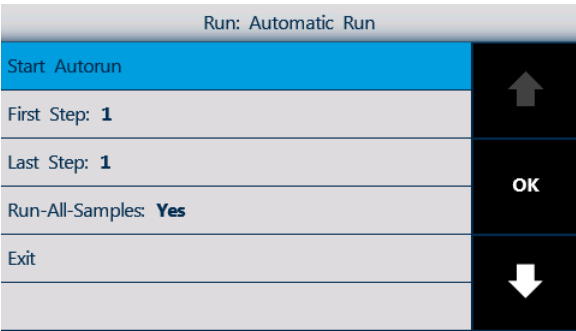 Run: Automatic Run
Start Autorun
First Step: 1
Last Step: 1
Run-All-Samples: Yes
Exit
OK